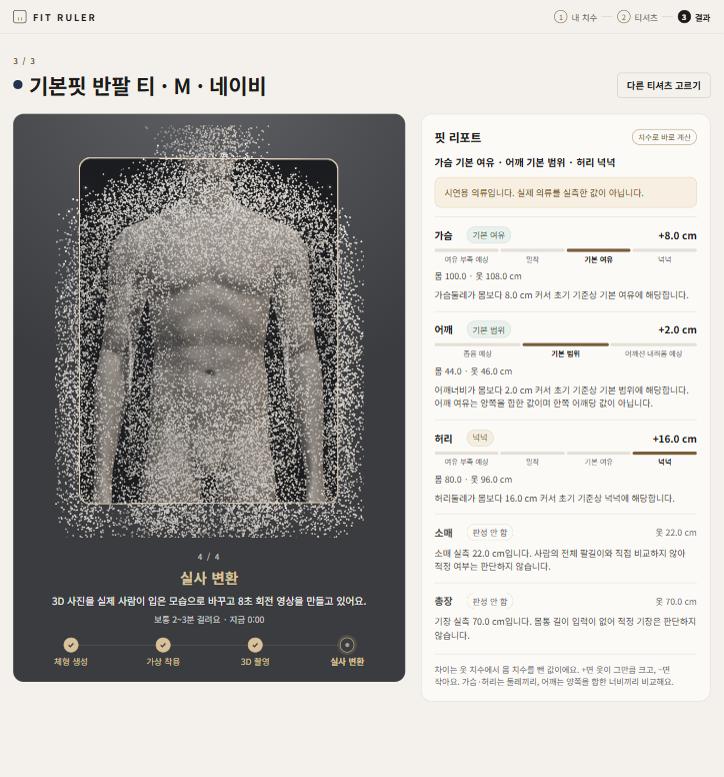 FIT RULER
1 내 치수
2 티셔츠
3 결과
3 / 3
기본핏 반팔 티 · M · 네이비
다른 티셔츠 고르기
4 / 4
실사 변환
3D 사진을 실제 사람이 입은 모습으로 바꾸고 8초 회전 영상을 만들고 있어요.
보통 2~3분 걸려요 · 지금 0:00
체형 생성
가상 착용
3D 촬영
실사 변환
핏 리포트
치수로 바로 계산
가슴 기본 여유 · 어깨 기본 범위 · 허리 넉넉
시연용 의류입니다. 실제 의류를 실측한 값이 아닙니다.
가슴 기본 여유 +8.0 cm
여유 부족 예상 밀착 기본 여유 넉넉
몸 100.0 · 옷 108.0 cm
가슴둘레가 몸보다 8.0 cm 커서 초기 기준상 기본 여유에 해당합니다.
어깨 기본 범위 +2.0 cm
좁음 예상 기본 범위 어깨선 내려옴 예상
몸 44.0 · 옷 46.0 cm
어깨너비가 몸보다 2.0 cm 커서 초기 기준상 기본 범위에 해당합니다.
어깨 여유는 양쪽을 합한 값이며 한쪽 어깨당 값이 아닙니다.
허리 넉넉 +16.0 cm
여유 부족 예상 밀착 기본 여유 넉넉
몸 80.0 · 옷 96.0 cm
허리둘레가 몸보다 16.0 cm 커서 초기 기준상 넉넉에 해당합니다.
소매 판정 안 함 옷 22.0 cm
소매 실측 22.0 cm입니다. 사람의 전체 팔길이와 직접 비교하지 않아
적정 여부는 판단하지 않습니다.
총장 판정 안 함 옷 70.0 cm
기장 실측 70.0 cm입니다. 몸통 길이 입력이 없어 적정 기장은 판단하지
않습니다.
차이는 옷 치수에서 몸 치수를 뺀 값이에요. +면 옷이 그만큼 크고, −면
작아요. 가슴·허리는 둘레끼리, 어깨는 양쪽을 합한 너비끼리 비교해요.